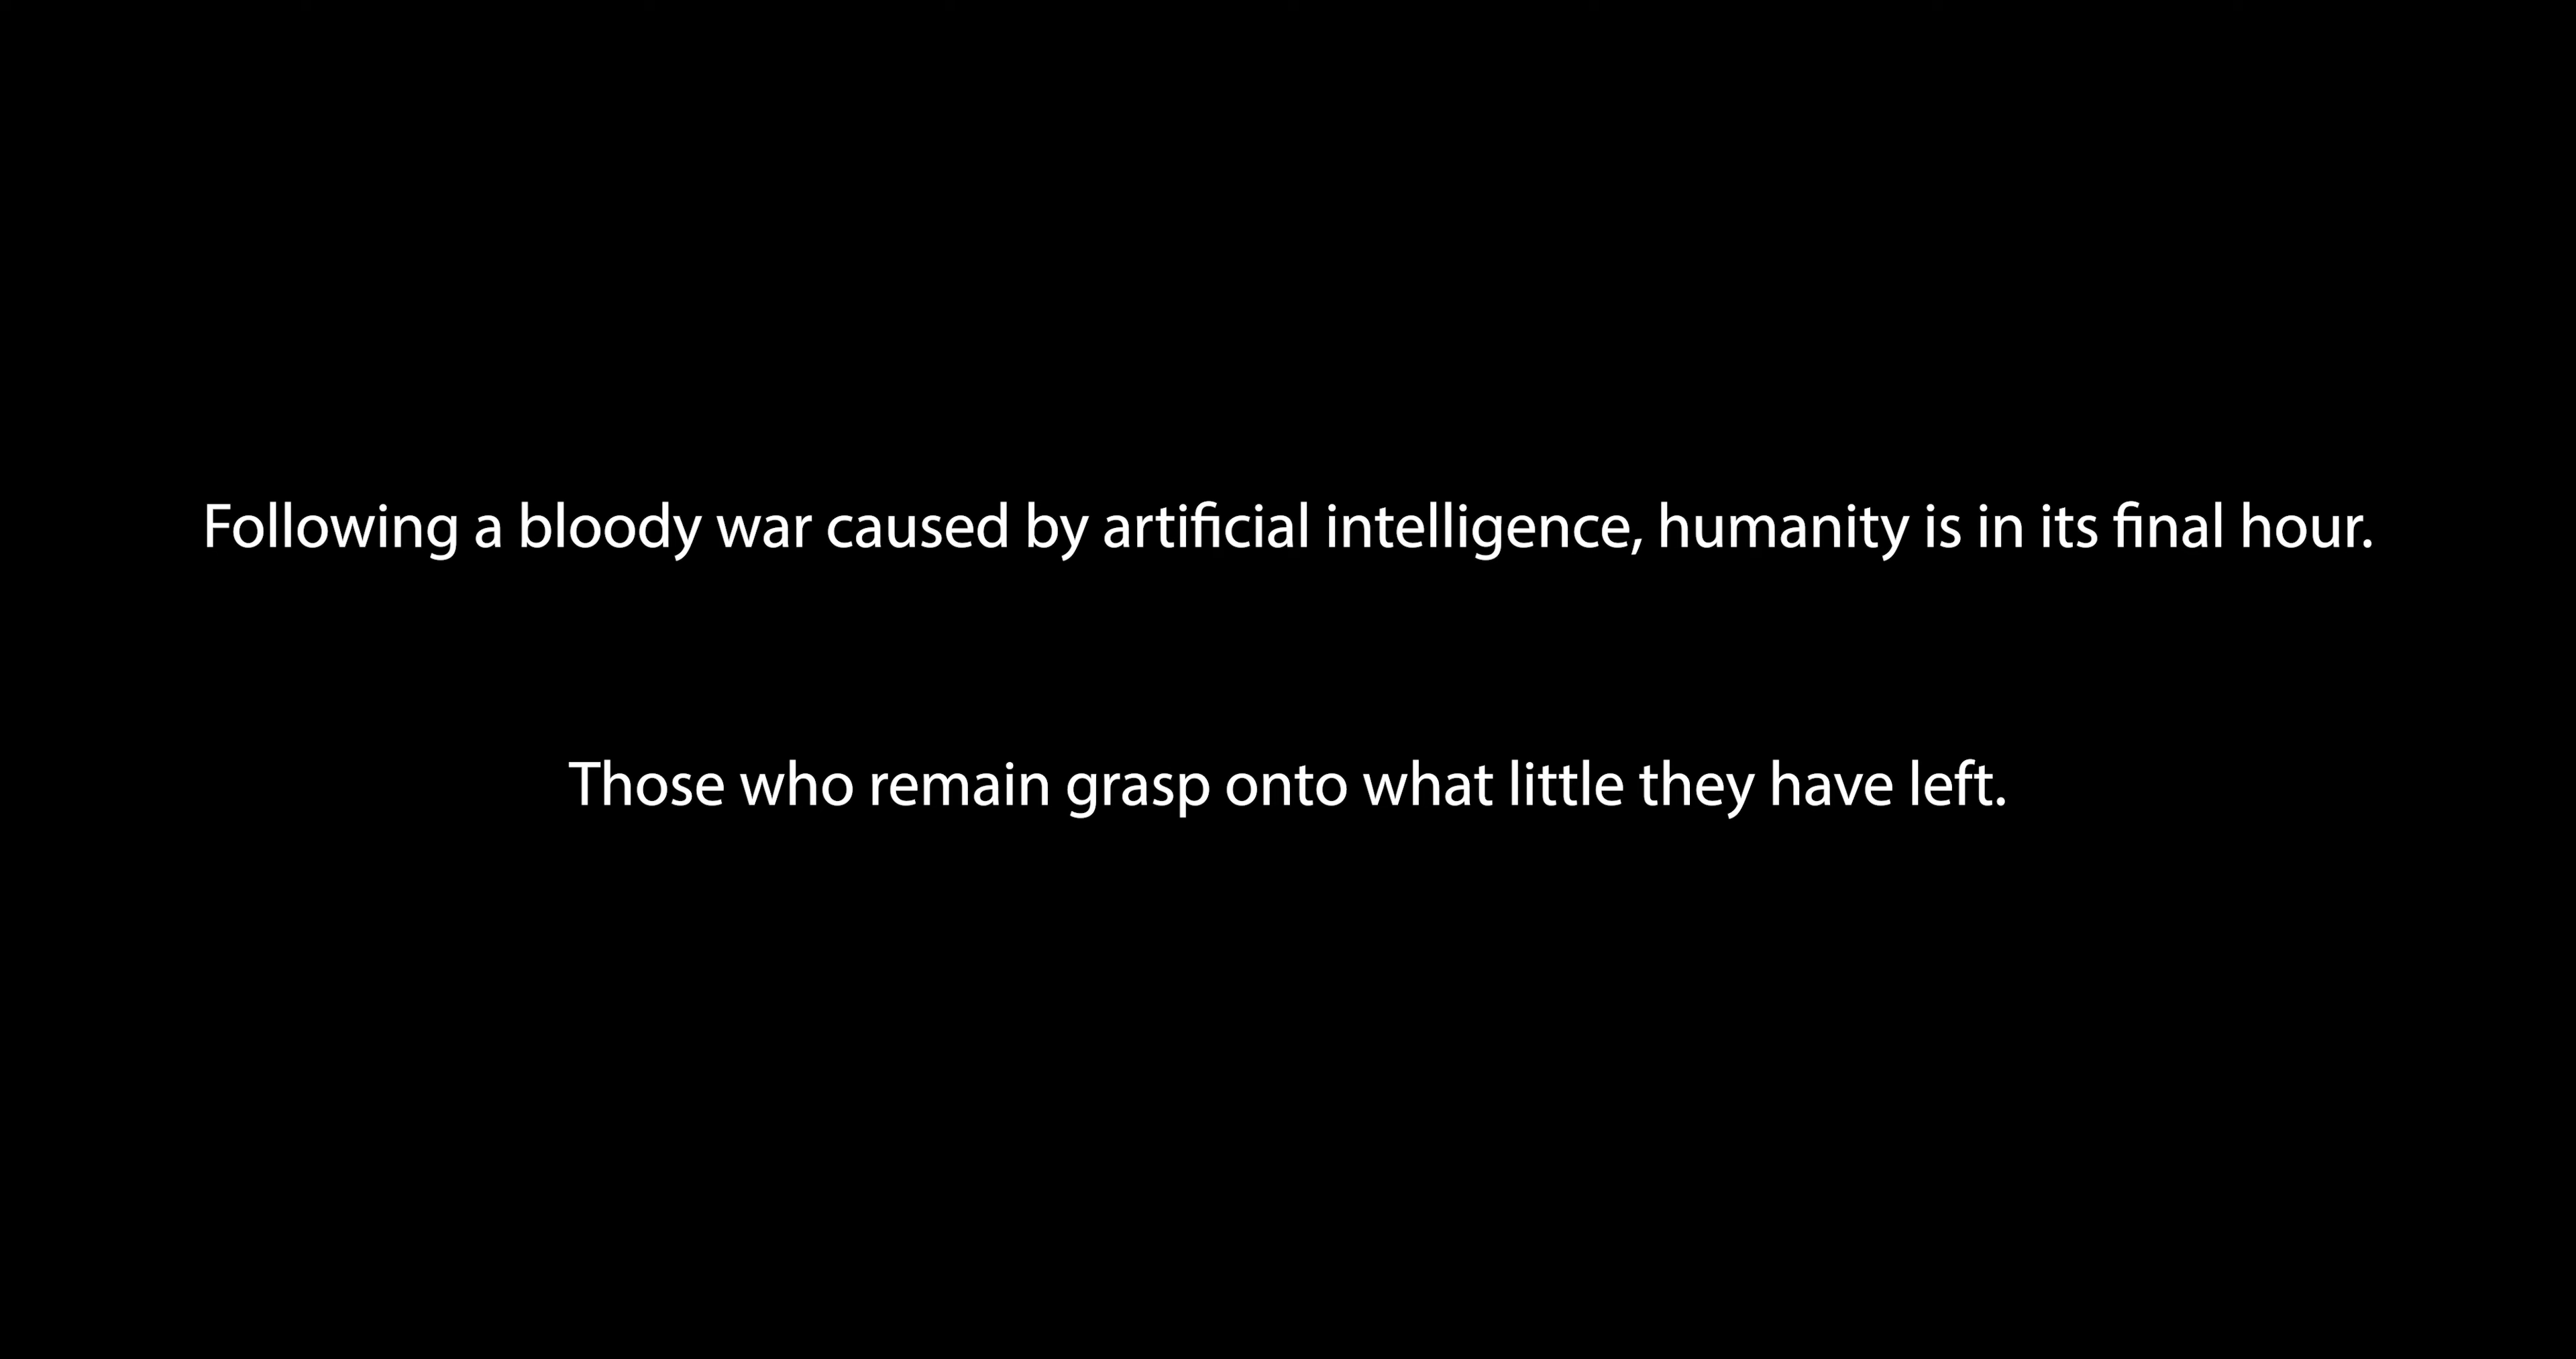 Following a bloody war caused by artificial intelligence, humanity is in its final hour.
Those who remain grasp onto what little they have left.